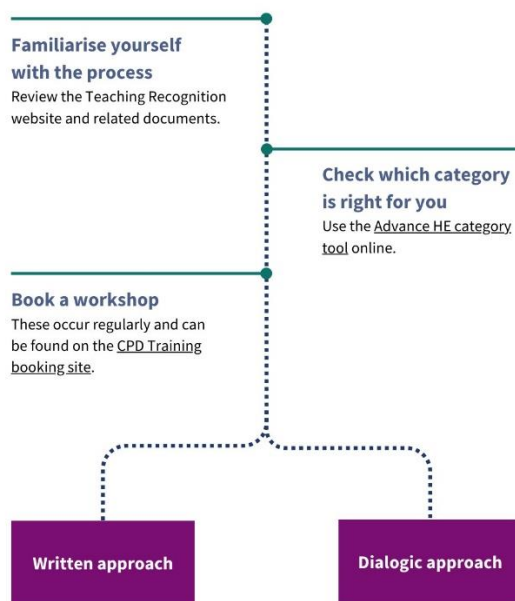 Familiarise yourself
with the process
Review the Teaching Recognition
website and related documents.
Check which category
is right for you
Use the Advance HE category
tool online.
Book a workshop
These occur regularly and can
be found on the CPD Training
booking site.
Written approach
Dialogic approach